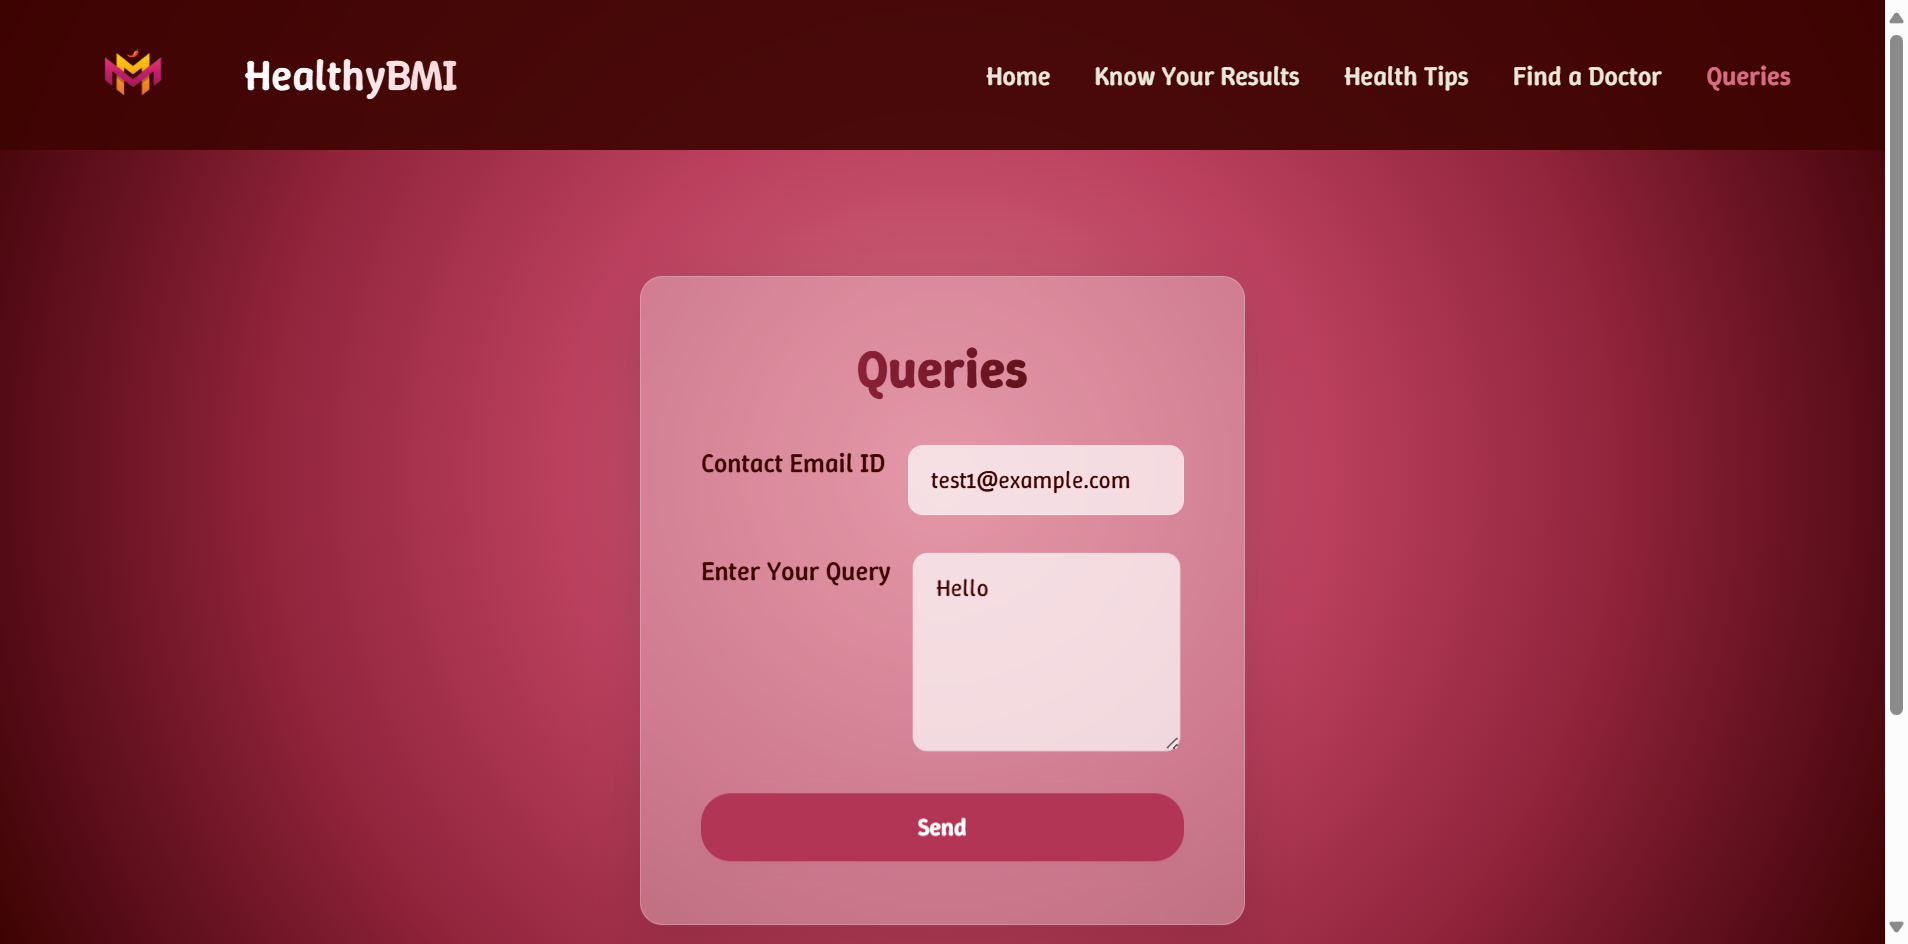 HealthyBMI
Home Know Your Results Health Tips Find a Doctor Queries
Queries
Contact Email ID
test1@example.com
Enter Your Query
Hello
Send